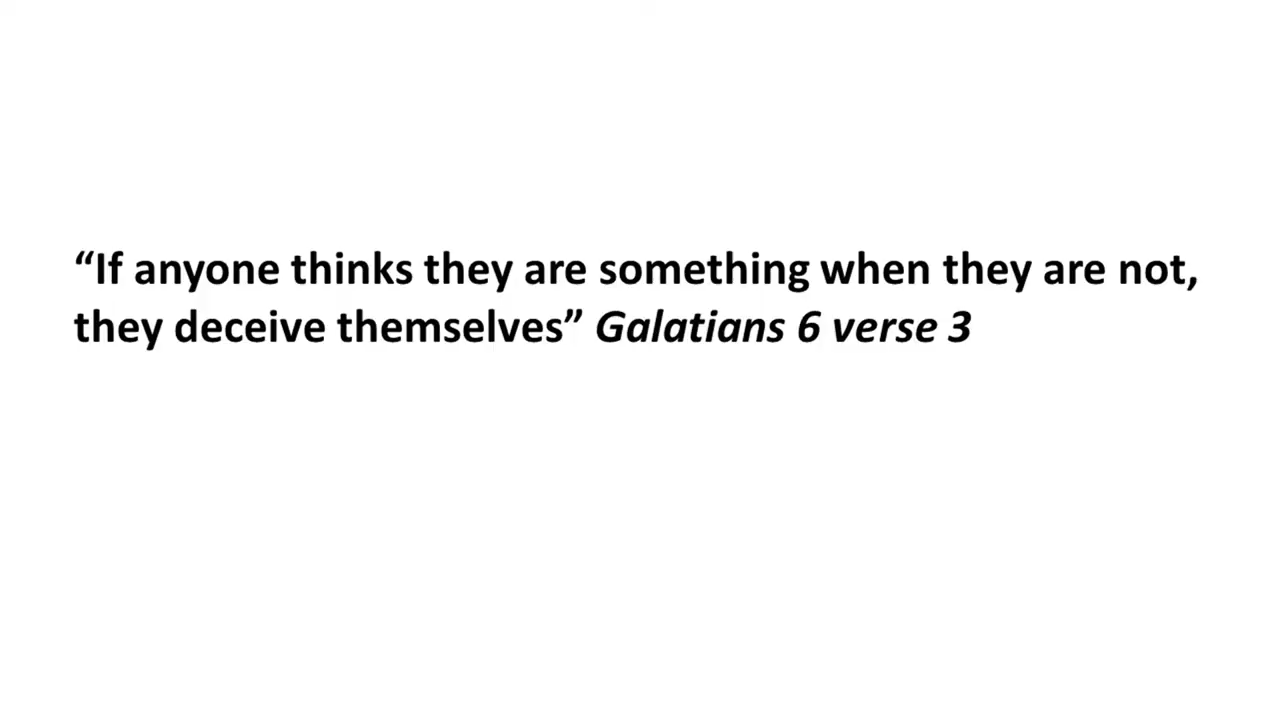 “If anyone thinks they are something when they are not,
they deceive themselves” Galatians 6 verse 3